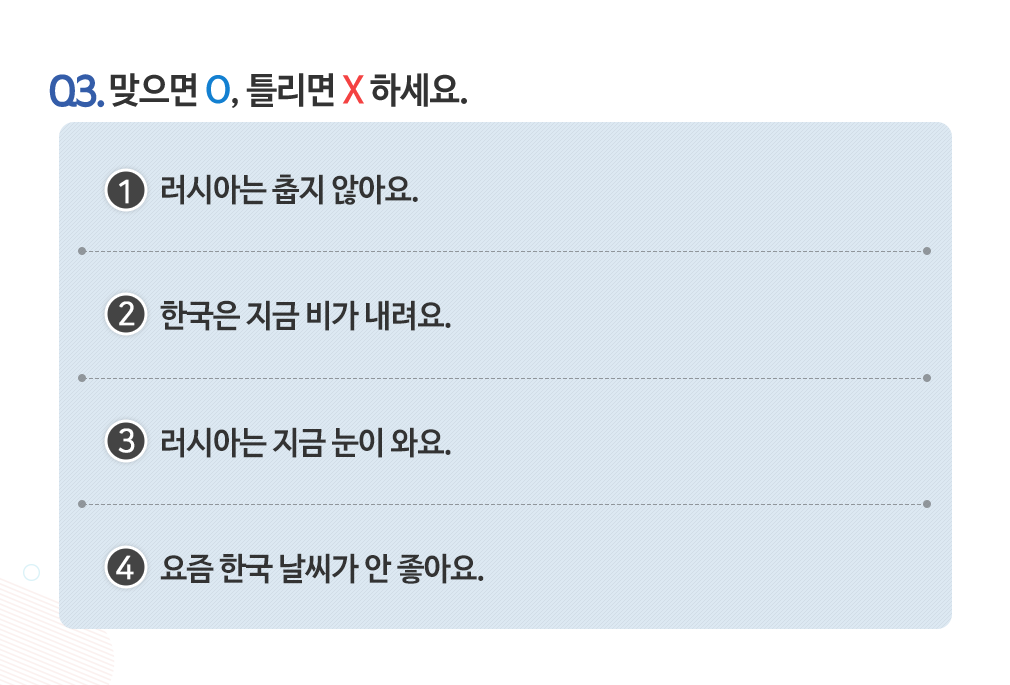 Q3. 맞으면 O, 틀리면 X 하세요.
1 러시아는 춥지 않아요.
2 한국은 지금 비가 내려요.
3 러시아는 지금 눈이 와요.
4 요즘 한국 날씨가 안 좋아요.